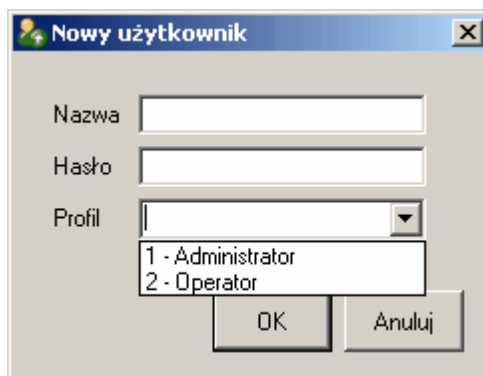 Nowy użytkownik
Nazwa
Hasło
Profil
1 - Administrator
2 - Operator
OK
Anuluj